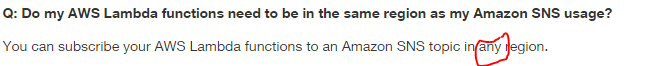 Q: Do my AWS Lambda functions need to be in the same region as my Amazon SNS usage?
You can subscribe your AWS Lambda functions to an Amazon SNS topic in any region.